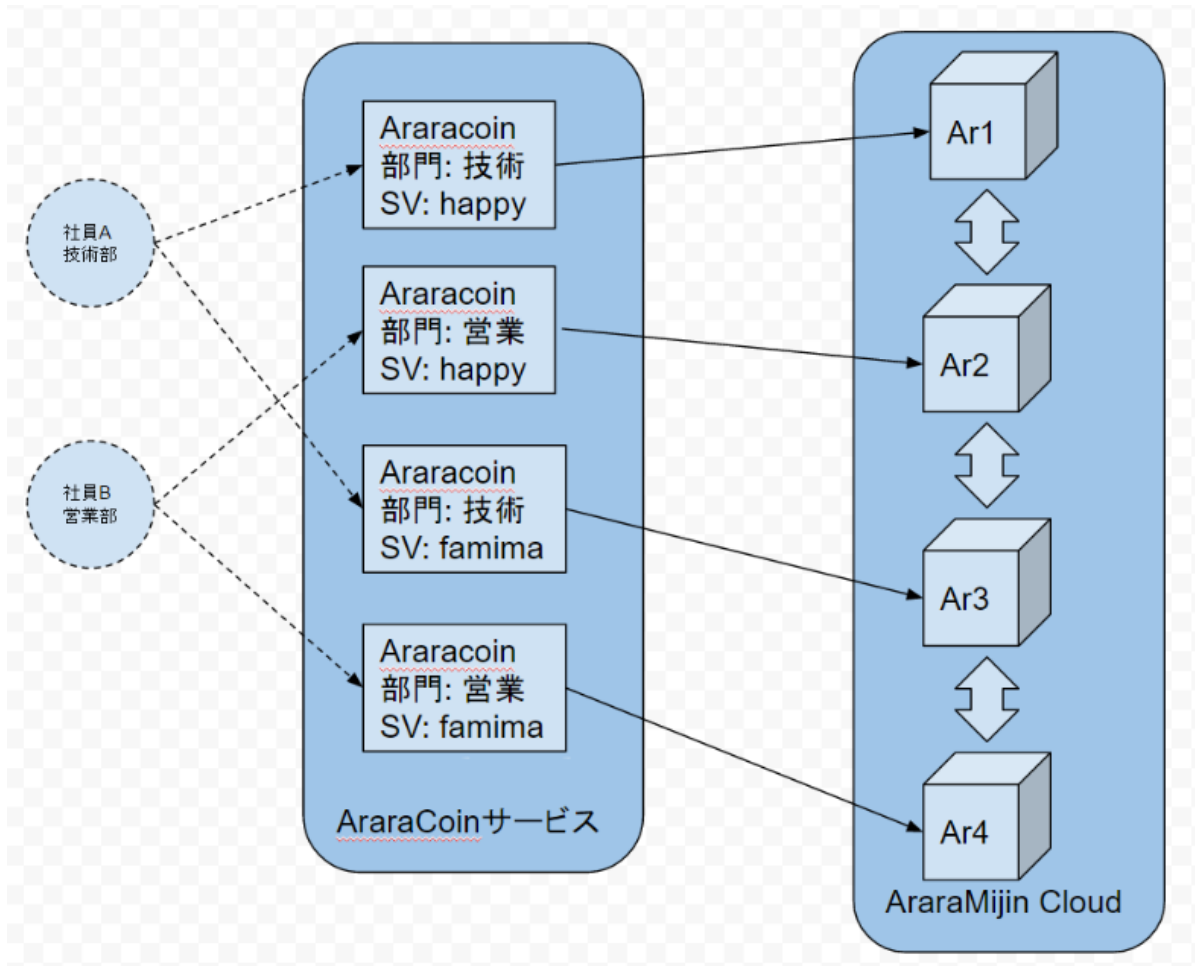 社員A
技術部
社員B
営業部
Araracoin
部門: 技術
SV: happy
Araracoin
部門: 営業
SV: happy
Araracoin
部門: 技術
SV: famima
Araracoin
部門: 営業
SV: famima
AraraCoinサービス
Ar1
Ar2
Ar3
Ar4
AraraMijin Cloud